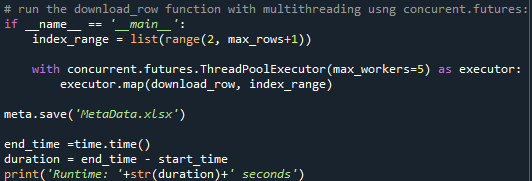 # run the download_row function with multithreading usng concurent.futures:
if __name__ == '__main__':
    index_range = list(range(2, max_rows+1))
    with concurrent.futures.ThreadPoolExecutor(max_workers=5) as executor:
        executor.map(download_row, index_range)
meta.save('MetaData.xlsx')
end_time =time.time()
duration = end_time - start_time
print('Runtime: '+str(duration)+' seconds')